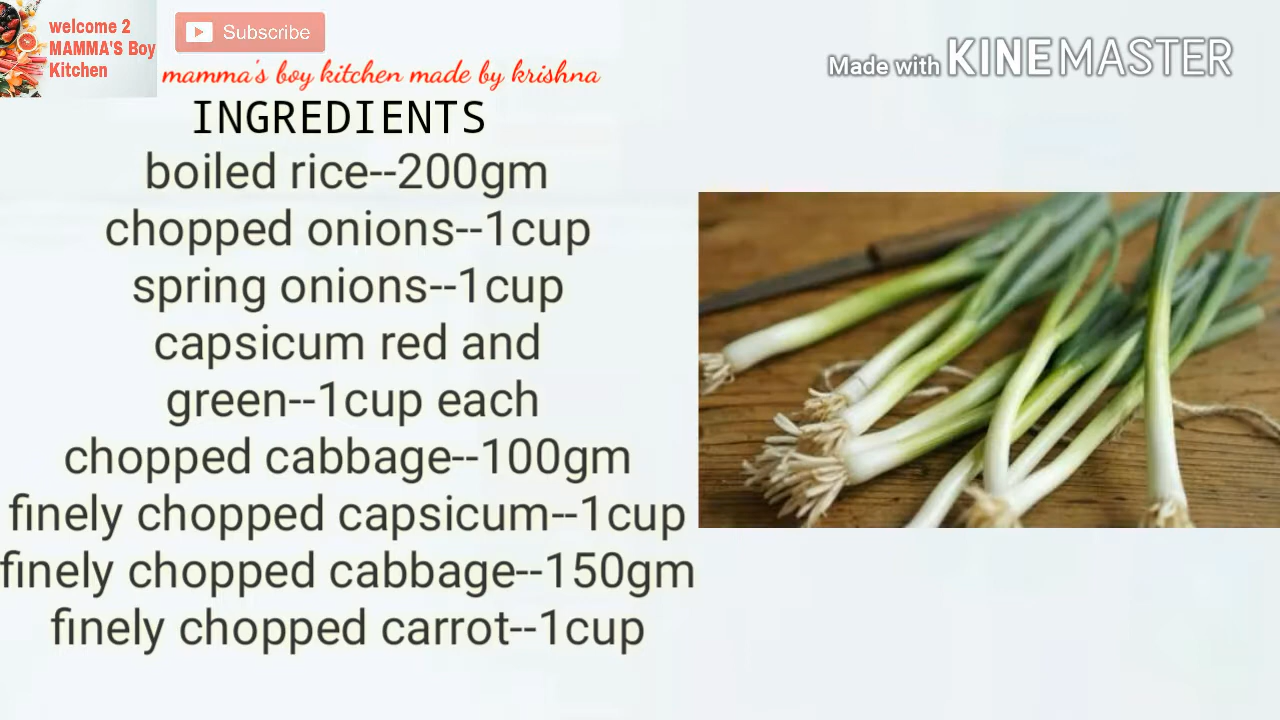 welcome 2
MAMMA'S Boy
Kitchen
Subscribe
mamma's boy kitchen made by krishna
Made with KINEMASTER
INGREDIENTS
boiled rice--200gm
chopped onions--1cup
spring onions--1cup
capsicum red and
green--1cup each
chopped cabbage--100gm
finely chopped capsicum--1cup
finely chopped cabbage--150gm
finely chopped carrot--1cup